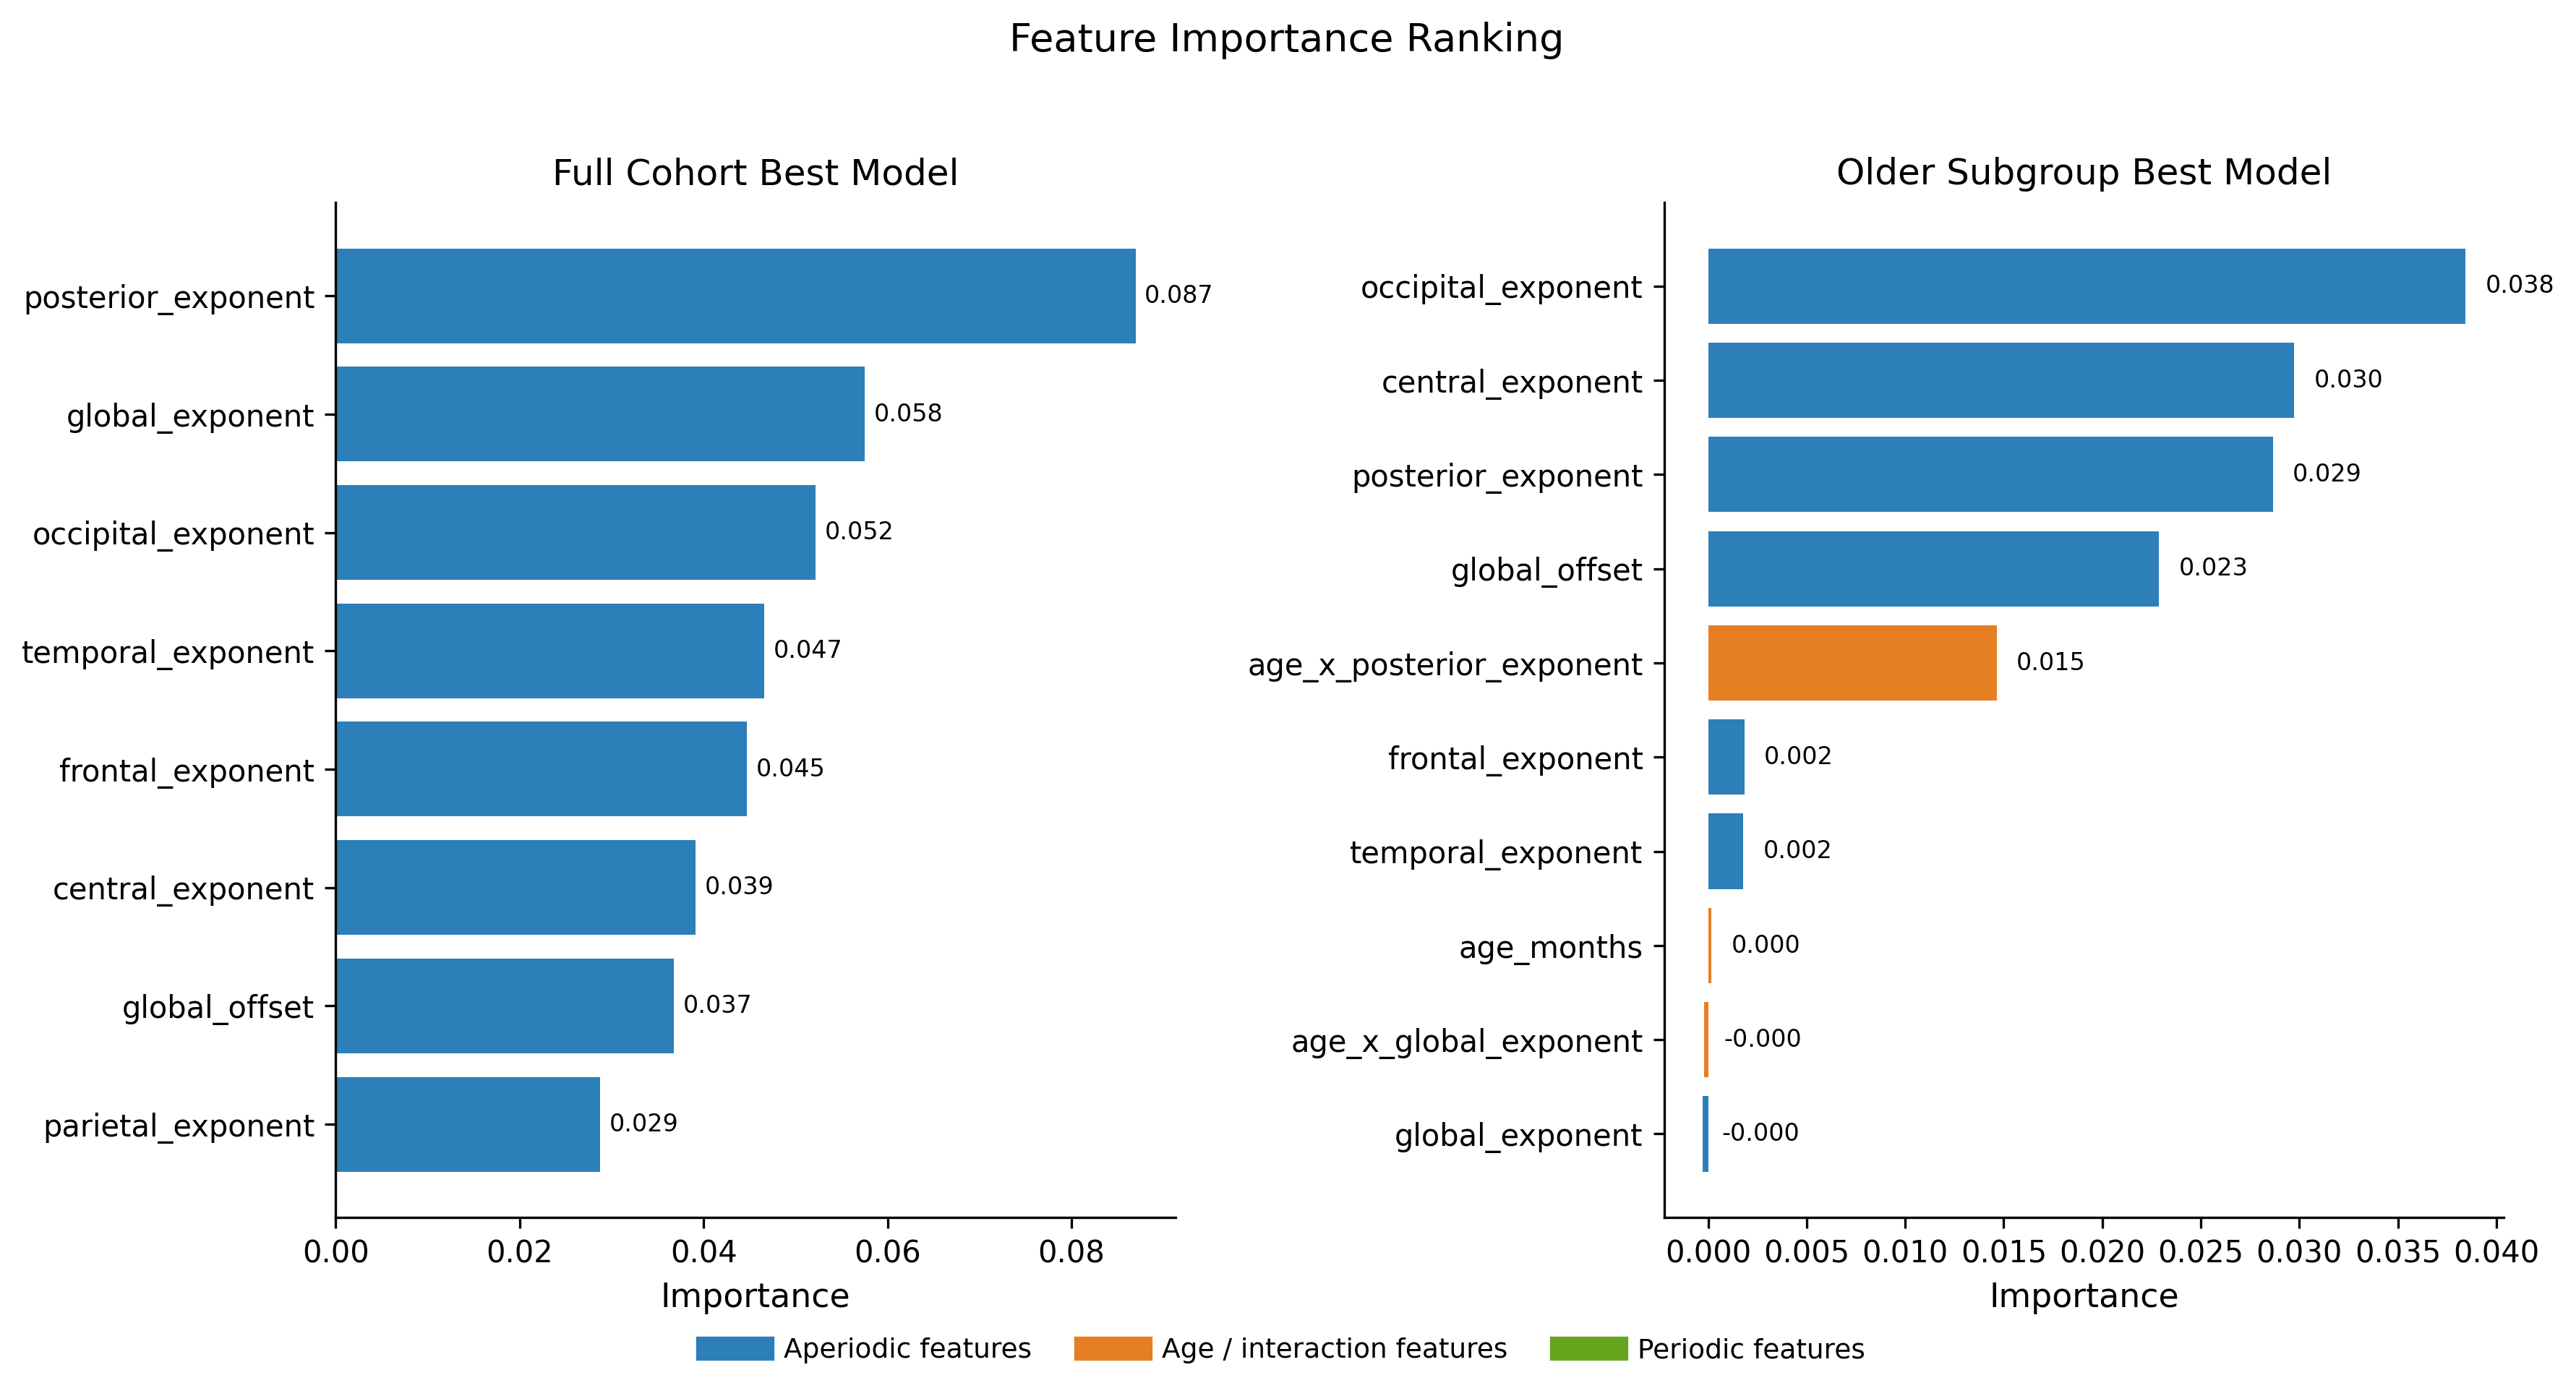 Feature Importance Ranking
Full Cohort Best Model
posterior_exponent
0.087
global_exponent
0.058
occipital_exponent
0.052
temporal_exponent
0.047
frontal_exponent
0.045
central_exponent
0.039
global_offset
0.037
parietal_exponent
0.029
0.00 0.02 0.04 0.06 0.08
Importance
Older Subgroup Best Model
occipital_exponent
0.038
central_exponent
0.030
posterior_exponent
0.029
global_offset
0.023
age_x_posterior_exponent
0.015
frontal_exponent
0.002
temporal_exponent
0.002
age_months
0.000
age_x_global_exponent
-0.000
global_exponent
-0.000
0.000 0.005 0.010 0.015 0.020 0.025 0.030 0.035 0.040
Importance
Aperiodic features
Age / interaction features
Periodic features